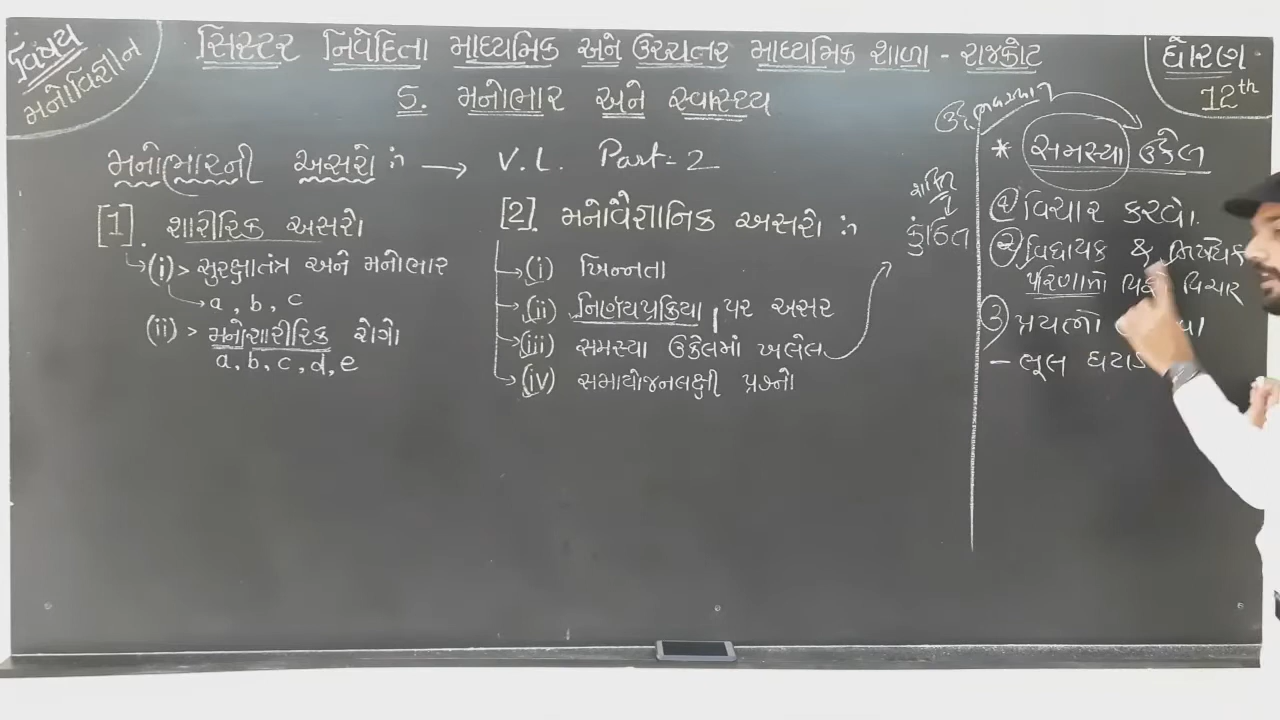 વિષય
મનોવિજ્ઞાન
સિસ્ટર નિવેદિતા માધ્યમિક અને ઉચ્ચતર માધ્યમિક શાળા - રાજકોટ
ધોરણ
12th
5. મનોભાર અને સ્વાસ્થ્ય
મનોભારની અસરો :- → V.L. Part-2
[1]. શારીરિક અસરો
(i) > સુરક્ષાતંત્ર અને મનોભાર
→ a, b, c
(ii) > મનોશારીરિક રોગો
a, b, c, d, e
[2]. મનોવૈજ્ઞાનિક અસરો :-
(i) ખિન્નતા
(ii) નિર્ણયપ્રક્રિયા પર અસર
(iii) સમસ્યા ઉકેલમાં ખલેલ
(iv) સમાયોજનલક્ષી પ્રશ્નો
* સમસ્યા ઉકેલ
① વિચાર કરવો.
② વિધાયક & નિષેધક
પરિણામો વિશે વિચાર
③ પ્રયત્નો
- ભૂલ